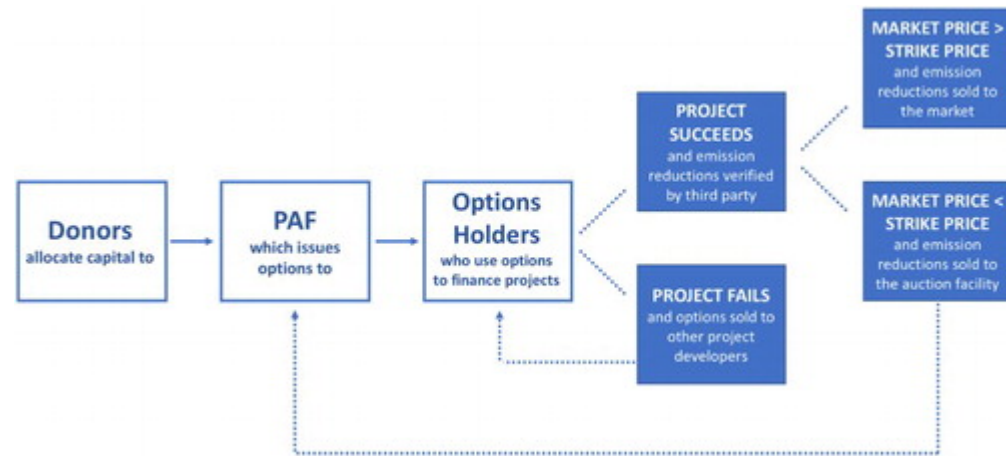 Donors
allocate capital to
PAF
which issues
options to
Options
Holders
who use options
to finance projects
PROJECT
SUCCEEDS
and emission
reductions verified
by third party
PROJECT FAILS
and options sold to
other project
developers
MARKET PRICE >
STRIKE PRICE
and emission
reductions sold to
the market
MARKET PRICE <
STRIKE PRICE
and emission
reductions sold to
the auction facility